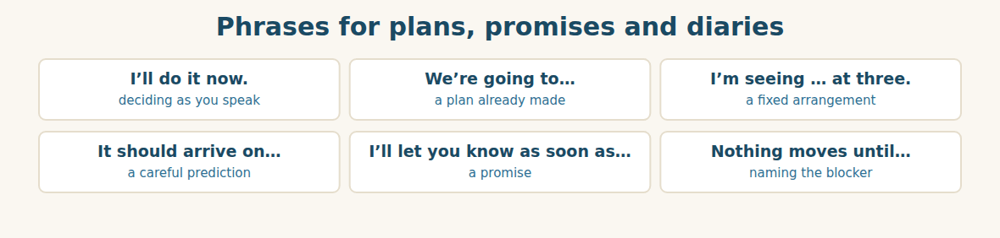 Phrases for plans, promises and diaries
I’ll do it now.
deciding as you speak
We’re going to…
a plan already made
I’m seeing … at three.
a fixed arrangement
It should arrive on…
a careful prediction
I’ll let you know as soon as…
a promise
Nothing moves until…
naming the blocker